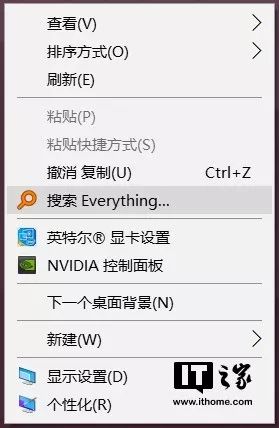 查看(V)
排序方式(O)
刷新(E)
粘贴(P)
粘贴快捷方式(S)
撤消 复制(U) Ctrl+Z
搜索 Everything...
英特尔® 显卡设置
NVIDIA 控制面板
下一个桌面背景(N)
新建(W)
显示设置(D)
个性化(R)
IT之家
www.ithome.com